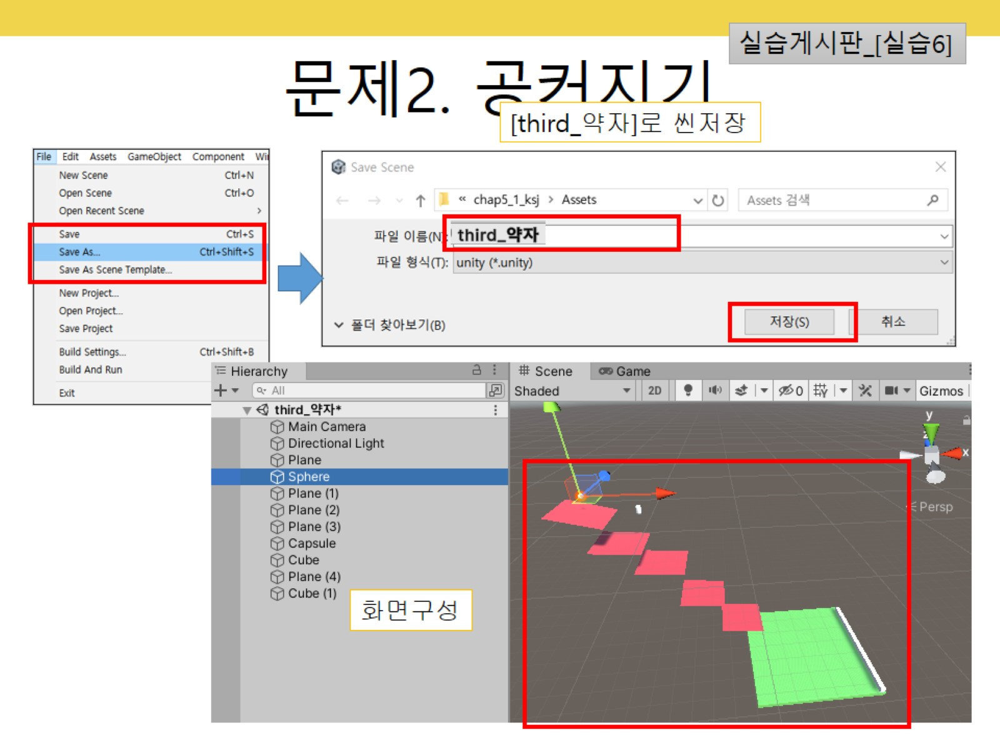 실습게시판_[실습6]
문제2. 공커지기
[third_약자]로 씬저장
File Edit Assets GameObject Component Wi
New Scene Ctrl+N
Open Scene Ctrl+O
Open Recent Scene >
Save Ctrl+S
Save As... Ctrl+Shift+S
Save As Scene Template...
New Project...
Open Project...
Save Project
Build Settings... Ctrl+Shift+B
Build And Run
Exit
Save Scene
« chap5_1_ksj > Assets
Assets 검색
파일 이름(N): third_약자
파일 형식(T): unity (*.unity)
폴더 찾아보기(B)
저장(S)
취소
Hierarchy
All
third_약자*
Main Camera
Directional Light
Plane
Sphere
Plane (1)
Plane (2)
Plane (3)
Capsule
Cube
Plane (4)
Cube (1)
화면구성
Scene Game
Shaded 2D 0 Gizmos
y
z
x
< Persp